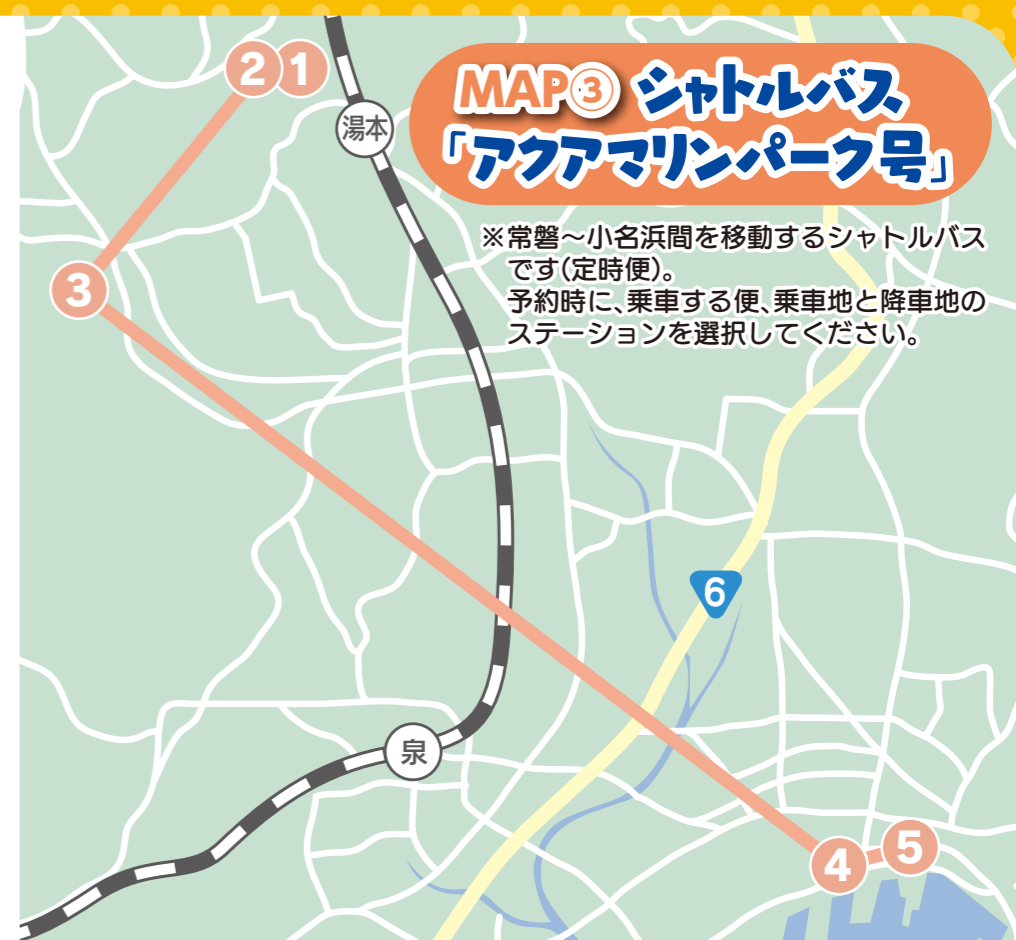 MAP③ シャトルバス
「アクアマリンパーク号」
※常磐〜小名浜間を移動するシャトルバス
です(定時便)。
予約時に、乗車する便、乗車地と降車地の
ステーションを選択してください。
2 1
湯本
3
6
泉
4 5